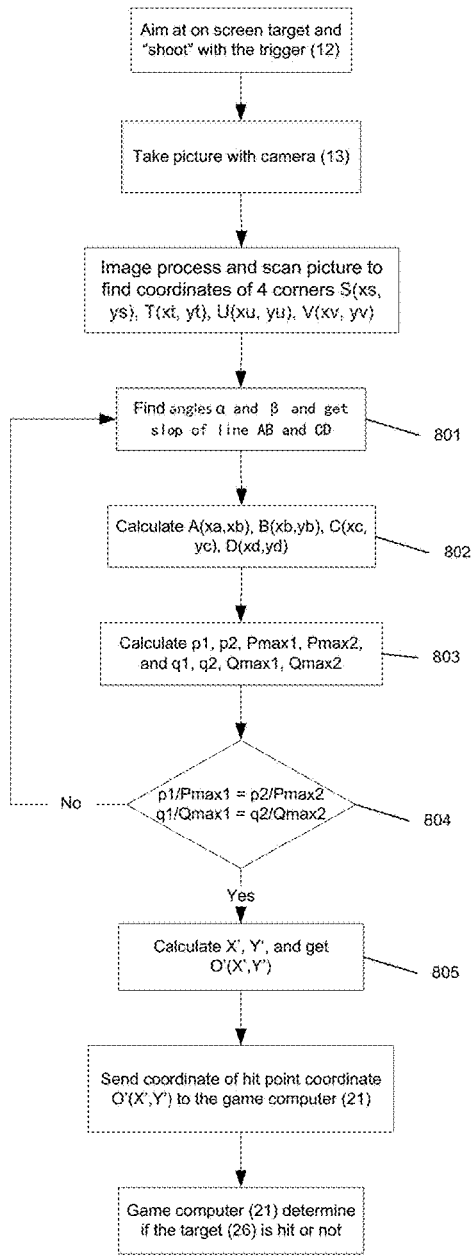 Aim at on screen target and
"shoot" with the trigger (12)
Take picture with camera (13)
Image process and scan picture to
find coordinates of 4 corners S(xs,
ys), T(xt, yt), U(xu, yu), V(xv, yv)
Find angles α and β and get
slop of line AB and CD
801
Calculate A(xa,xb), B(xb,yb), C(xc,
yc), D(xd,yd)
802
Calculate p1, p2, Pmax1, Pmax2,
and q1, q2, Qmax1, Qmax2
803
p1/Pmax1 = p2/Pmax2
q1/Qmax1 = q2/Qmax2
804
No
Yes
Calculate X', Y', and get
O'(X',Y')
805
Send coordinate of hit point coordinate
O'(X',Y') to the game computer (21)
Game computer (21) determine
if the target (26) is hit or not